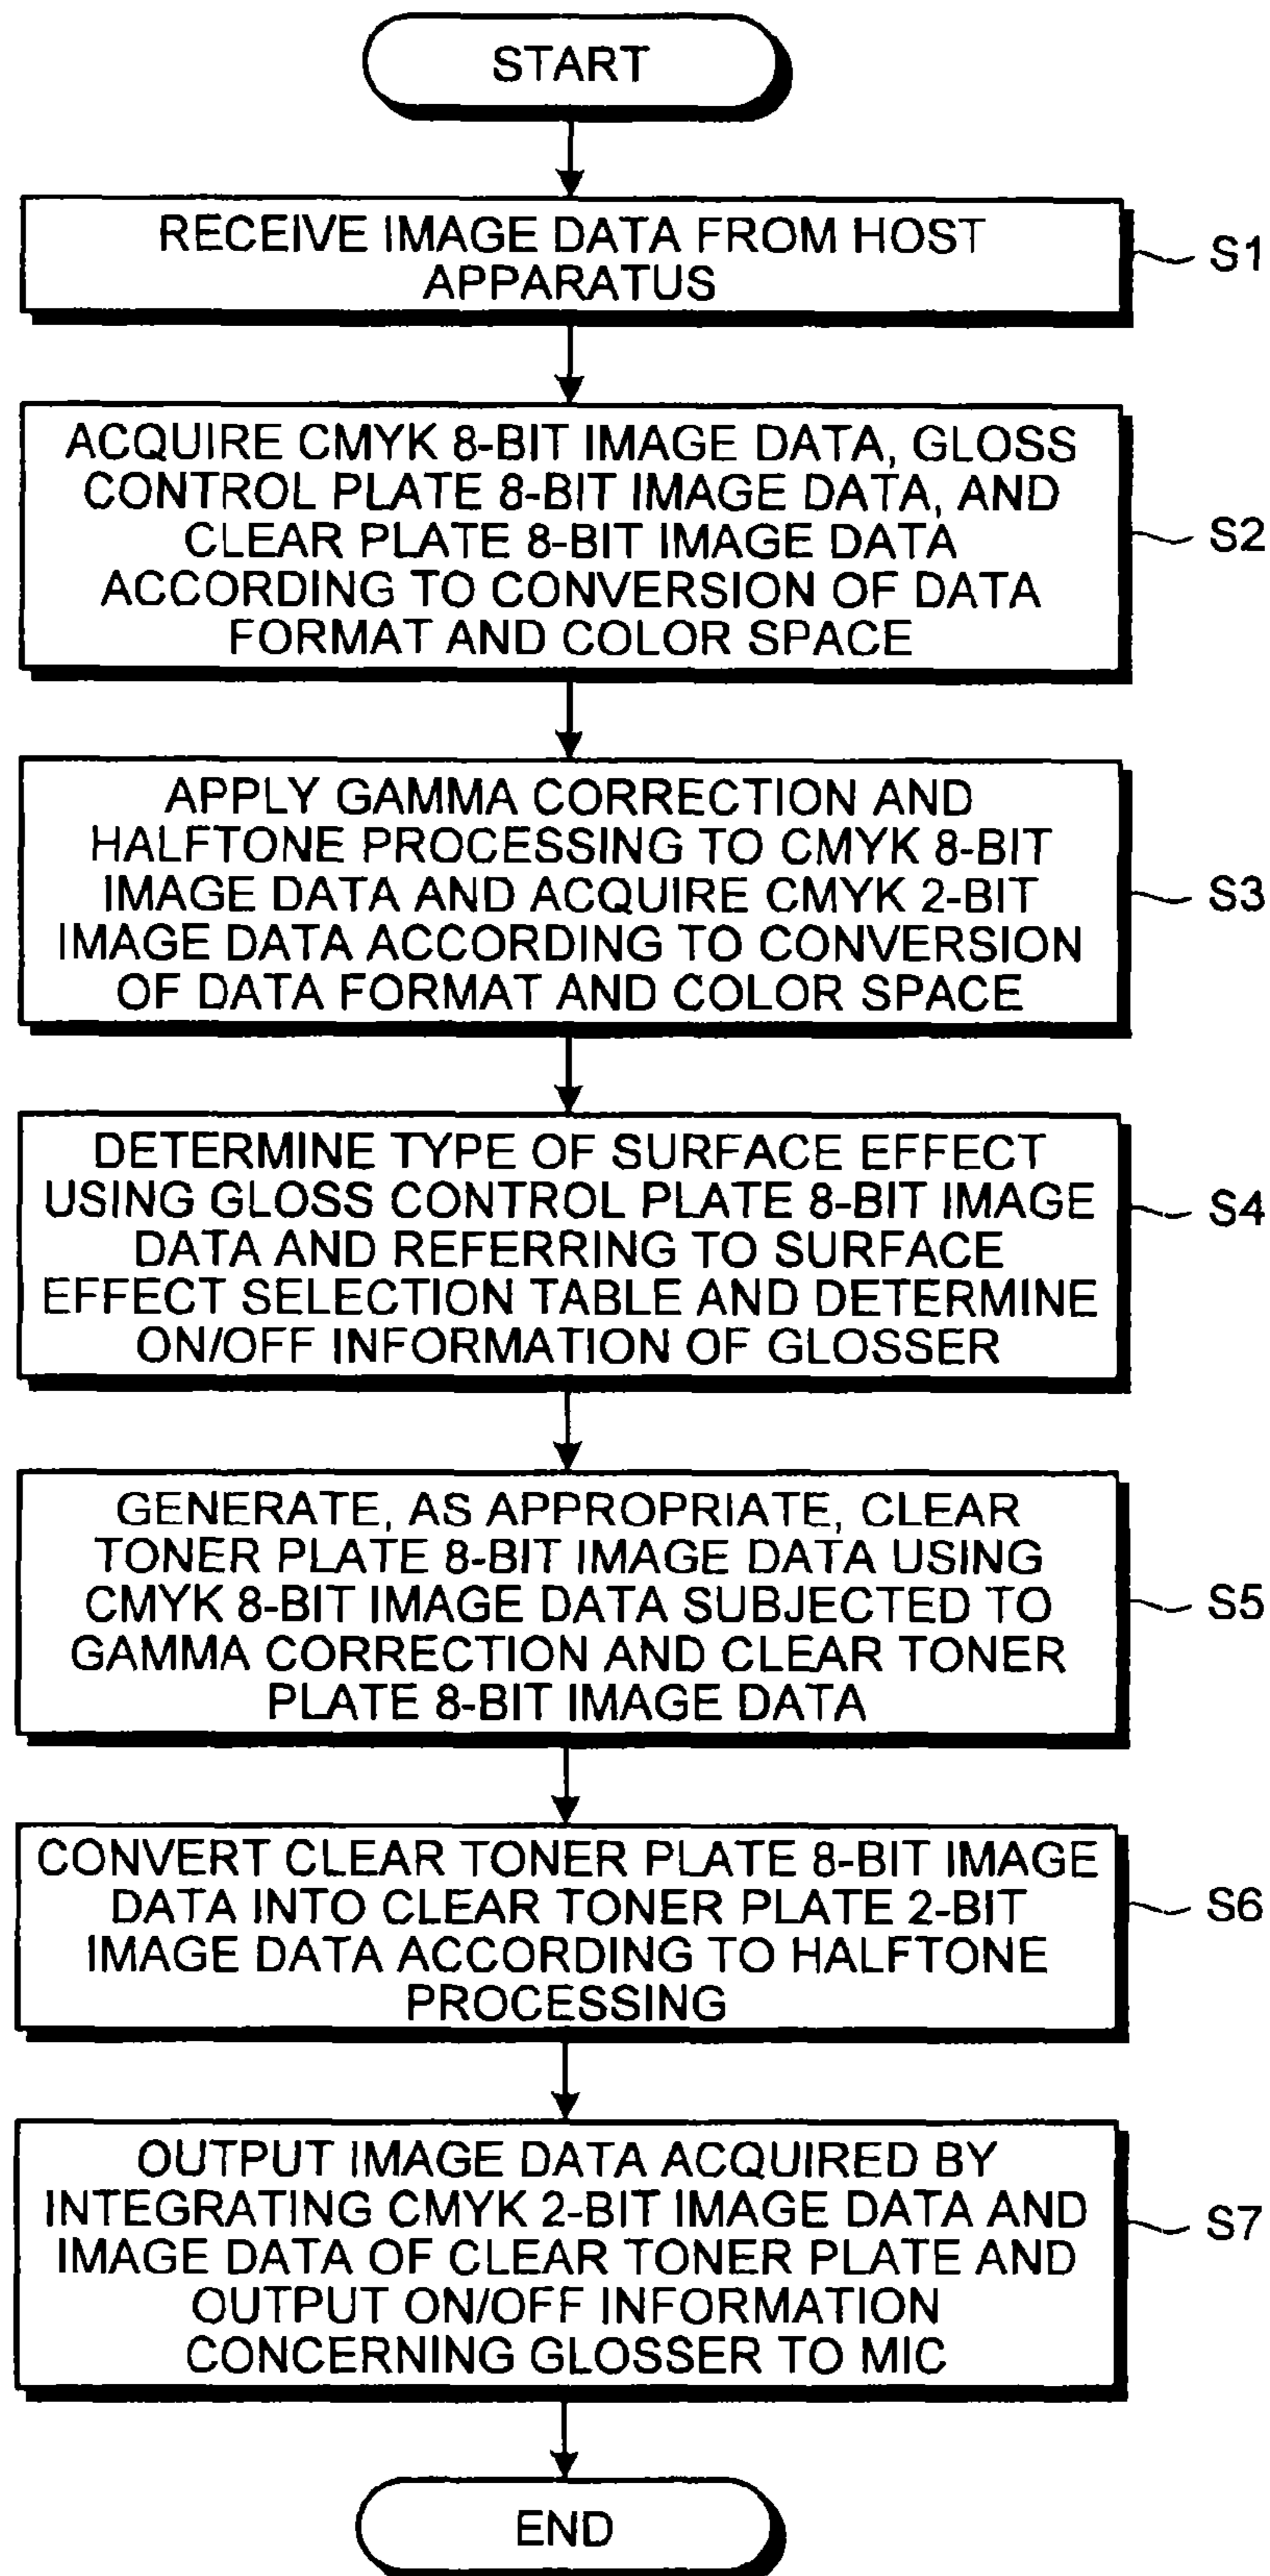 START
RECEIVE IMAGE DATA FROM HOST
APPARATUS
S1
ACQUIRE CMYK 8-BIT IMAGE DATA, GLOSS
CONTROL PLATE 8-BIT IMAGE DATA, AND
CLEAR PLATE 8-BIT IMAGE DATA
ACCORDING TO CONVERSION OF DATA
FORMAT AND COLOR SPACE
S2
APPLY GAMMA CORRECTION AND
HALFTONE PROCESSING TO CMYK 8-BIT
IMAGE DATA AND ACQUIRE CMYK 2-BIT
IMAGE DATA ACCORDING TO CONVERSION
OF DATA FORMAT AND COLOR SPACE
S3
DETERMINE TYPE OF SURFACE EFFECT
USING GLOSS CONTROL PLATE 8-BIT IMAGE
DATA AND REFERRING TO SURFACE
EFFECT SELECTION TABLE AND DETERMINE
ON/OFF INFORMATION OF GLOSSER
S4
GENERATE, AS APPROPRIATE, CLEAR
TONER PLATE 8-BIT IMAGE DATA USING
CMYK 8-BIT IMAGE DATA SUBJECTED TO
GAMMA CORRECTION AND CLEAR TONER
PLATE 8-BIT IMAGE DATA
S5
CONVERT CLEAR TONER PLATE 8-BIT IMAGE
DATA INTO CLEAR TONER PLATE 2-BIT
IMAGE DATA ACCORDING TO HALFTONE
PROCESSING
S6
OUTPUT IMAGE DATA ACQUIRED BY
INTEGRATING CMYK 2-BIT IMAGE DATA AND
IMAGE DATA OF CLEAR TONER PLATE AND
OUTPUT ON/OFF INFORMATION
CONCERNING GLOSSER TO MIC
S7
END